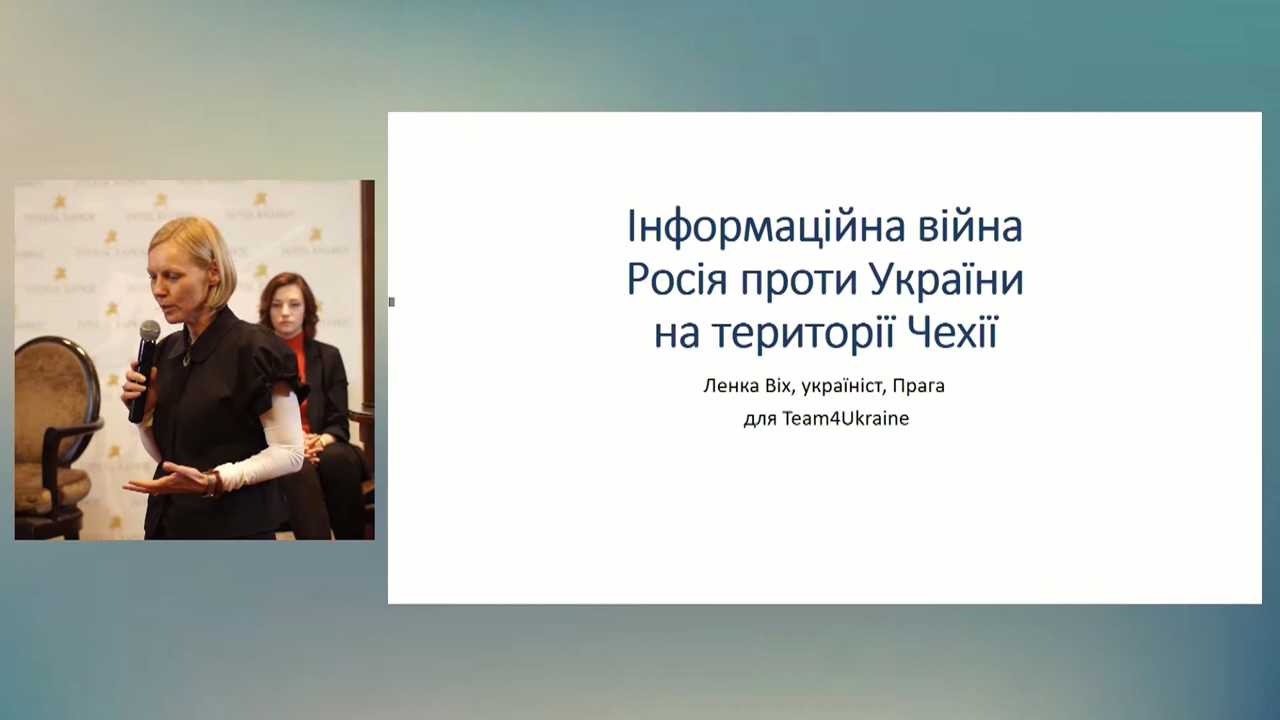 Інформаційна війна
Росія проти України
на території Чехії
Ленка Віх, україніст, Прага
для Team4Ukraine